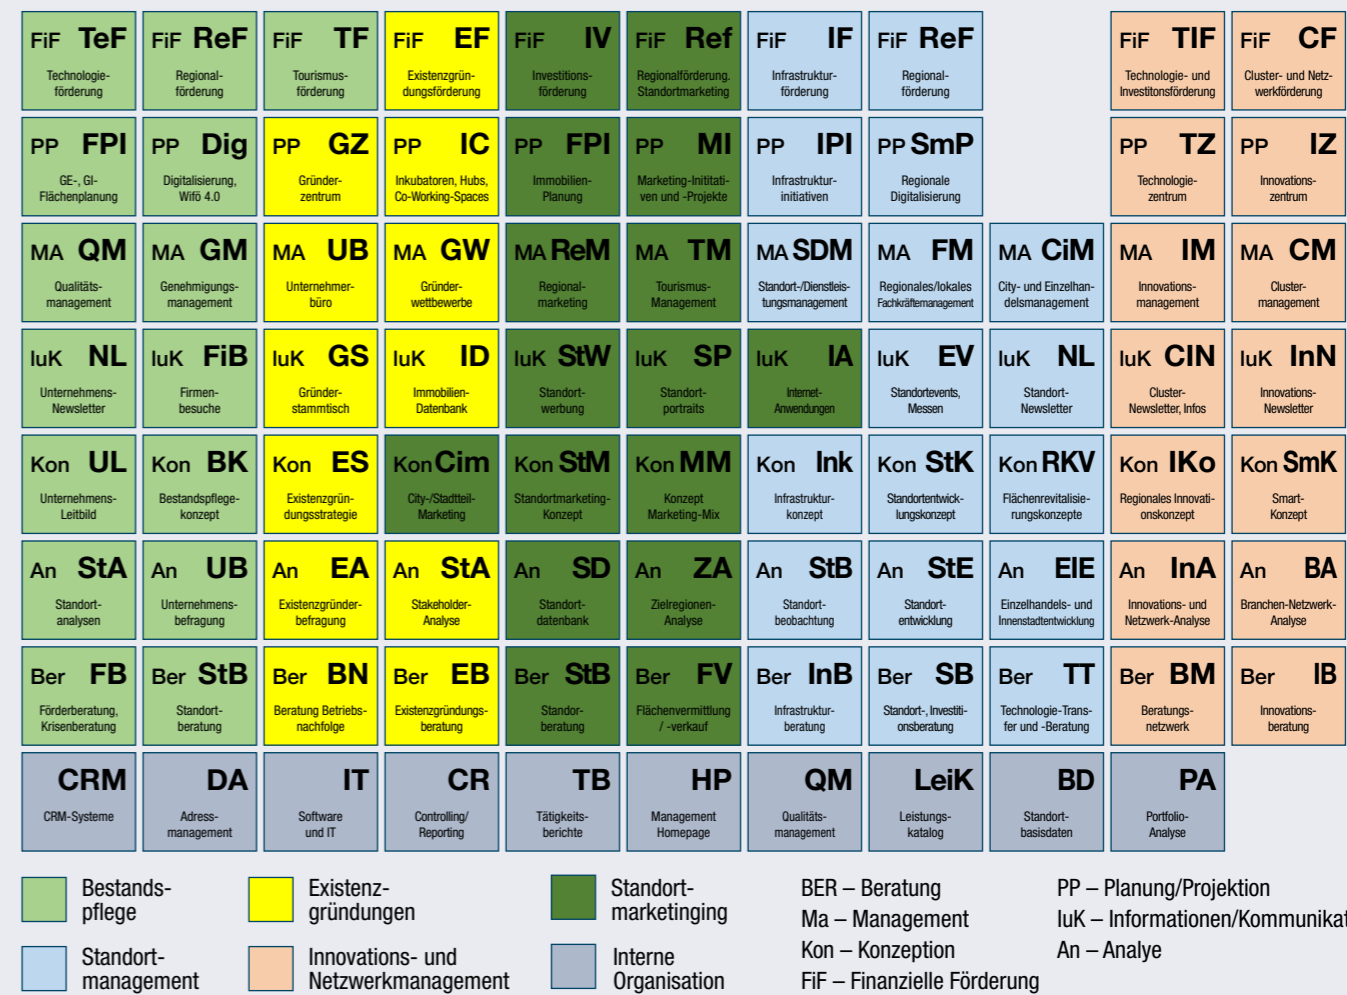 FiF TeF
Technologie-
förderung
FiF ReF
Regional-
förderung
FiF TF
Tourismus-
förderung
FiF EF
Existenzgrün-
dungsförderung
FiF IV
Investitions-
förderung
FiF Ref
Regionalförderung.
Standortmarketing
FiF IF
Infrastruktur-
förderung
FiF ReF
Regional-
förderung
FiF TIF
Technologie- und
Investitonsförderung
FiF CF
Cluster- und Netz-
werkförderung
PP FPl
GE-, GI-
Flächenplanung
PP Dig
Digitalisierung,
Wifö 4.0
PP GZ
Gründer-
zentrum
PP IC
Inkubatoren, Hubs,
Co-Working-Spaces
PP FPl
Immobilien-
Planung
PP MI
Marketing-Inititati-
ven und -Projekte
PP IPl
Infrastruktur-
initiativen
PP SmP
Regionale
Digitalisierung
PP TZ
Technologie-
zentrum
PP IZ
Innovations-
zentrum
MA QM
Qualitäts-
management
MA GM
Genehmigungs-
management
MA UB
Unternehmer-
büro
MA GW
Gründer-
wettbewerbe
MA ReM
Regional-
marketing
MA TM
Tourismus-
Management
MA SDM
Standort-/Dienstleis-
tungsmanagement
MA FM
Regionales/lokales
Fachkräftemanagement
MA CiM
City- und Einzelhan-
delsmanagement
MA IM
Innovations-
management
MA CM
Cluster-
management
IuK NL
Unternehmens-
Newsletter
IuK FiB
Firmen-
besuche
IuK GS
Gründer-
stammtisch
IuK ID
Immobilien-
Datenbank
IuK StW
Standort-
werbung
IuK SP
Standort-
portraits
IuK IA
Internet-
Anwendungen
IuK EV
Standortevents,
Messen
IuK NL
Standort-
Newsletter
IuK CIN
Cluster-
Newsletter, Infos
IuK InN
Innovations-
Newsletter
Kon UL
Unternehmens-
Leitbild
Kon BK
Bestandspflege-
konzept
Kon ES
Existenzgrün-
dungsstrategie
Kon Cim
City-/Stadtteil-
Marketing
Kon StM
Standortmarketing-
Konzept
Kon MM
Konzept
Marketing-Mix
Kon Ink
Infrastruktur-
konzept
Kon StK
Standortentwick-
lungskonzept
Kon RKV
Flächenrevitalisie-
rungskonzepte
Kon IKo
Regionales Innovati-
onskonzept
Kon SmK
Smart-
Konzept
An StA
Standort-
analysen
An UB
Unternehmens-
befragung
An EA
Existenzgründer-
befragung
An StA
Stakeholder-
Analyse
An SD
Standort-
datenbank
An ZA
Zielregionen-
Analyse
An StB
Standort-
beobachtung
An StE
Standort-
entwicklung
An EIE
Einzelhandels- und
Innenstadtentwicklung
An InA
Innovations- und
Netzwerk-Analyse
An BA
Branchen-Netzwerk-
Analyse
Ber FB
Förderberatung,
Krisenberatung
Ber StB
Standort-
beratung
Ber BN
Beratung Betriebs-
nachfolge
Ber EB
Existenzgründungs-
beratung
Ber StB
Standor-
beratung
Ber FV
Flächenvermittlung
/ -verkauf
Ber InB
Infrastruktur-
beratung
Ber SB
Standort-, Investiti-
onsberatung
Ber TT
Technologie-Trans-
fer und -Beratung
Ber BM
Beratungs-
netzwerk
Ber IB
Innovations-
beratung
CRM
CRM-Systeme
DA
Adress-
management
IT
Software
und IT
CR
Controlling/
Reporting
TB
Tätigkeits-
berichte
HP
Management
Homepage
QM
Qualitäts-
management
LeiK
Leistungs-
katalog
BD
Standort-
basisdaten
PA
Portfolio-
Analyse
Bestands-
pflege
Existenz-
gründungen
Standort-
marketinging
Standort-
management
Innovations- und
Netzwerkmanagement
Interne
Organisation
BER – Beratung
Ma – Management
Kon – Konzeption
FiF – Finanzielle Förderung
PP – Planung/Projektion
IuK – Informationen/Kommunikat
An – Analye